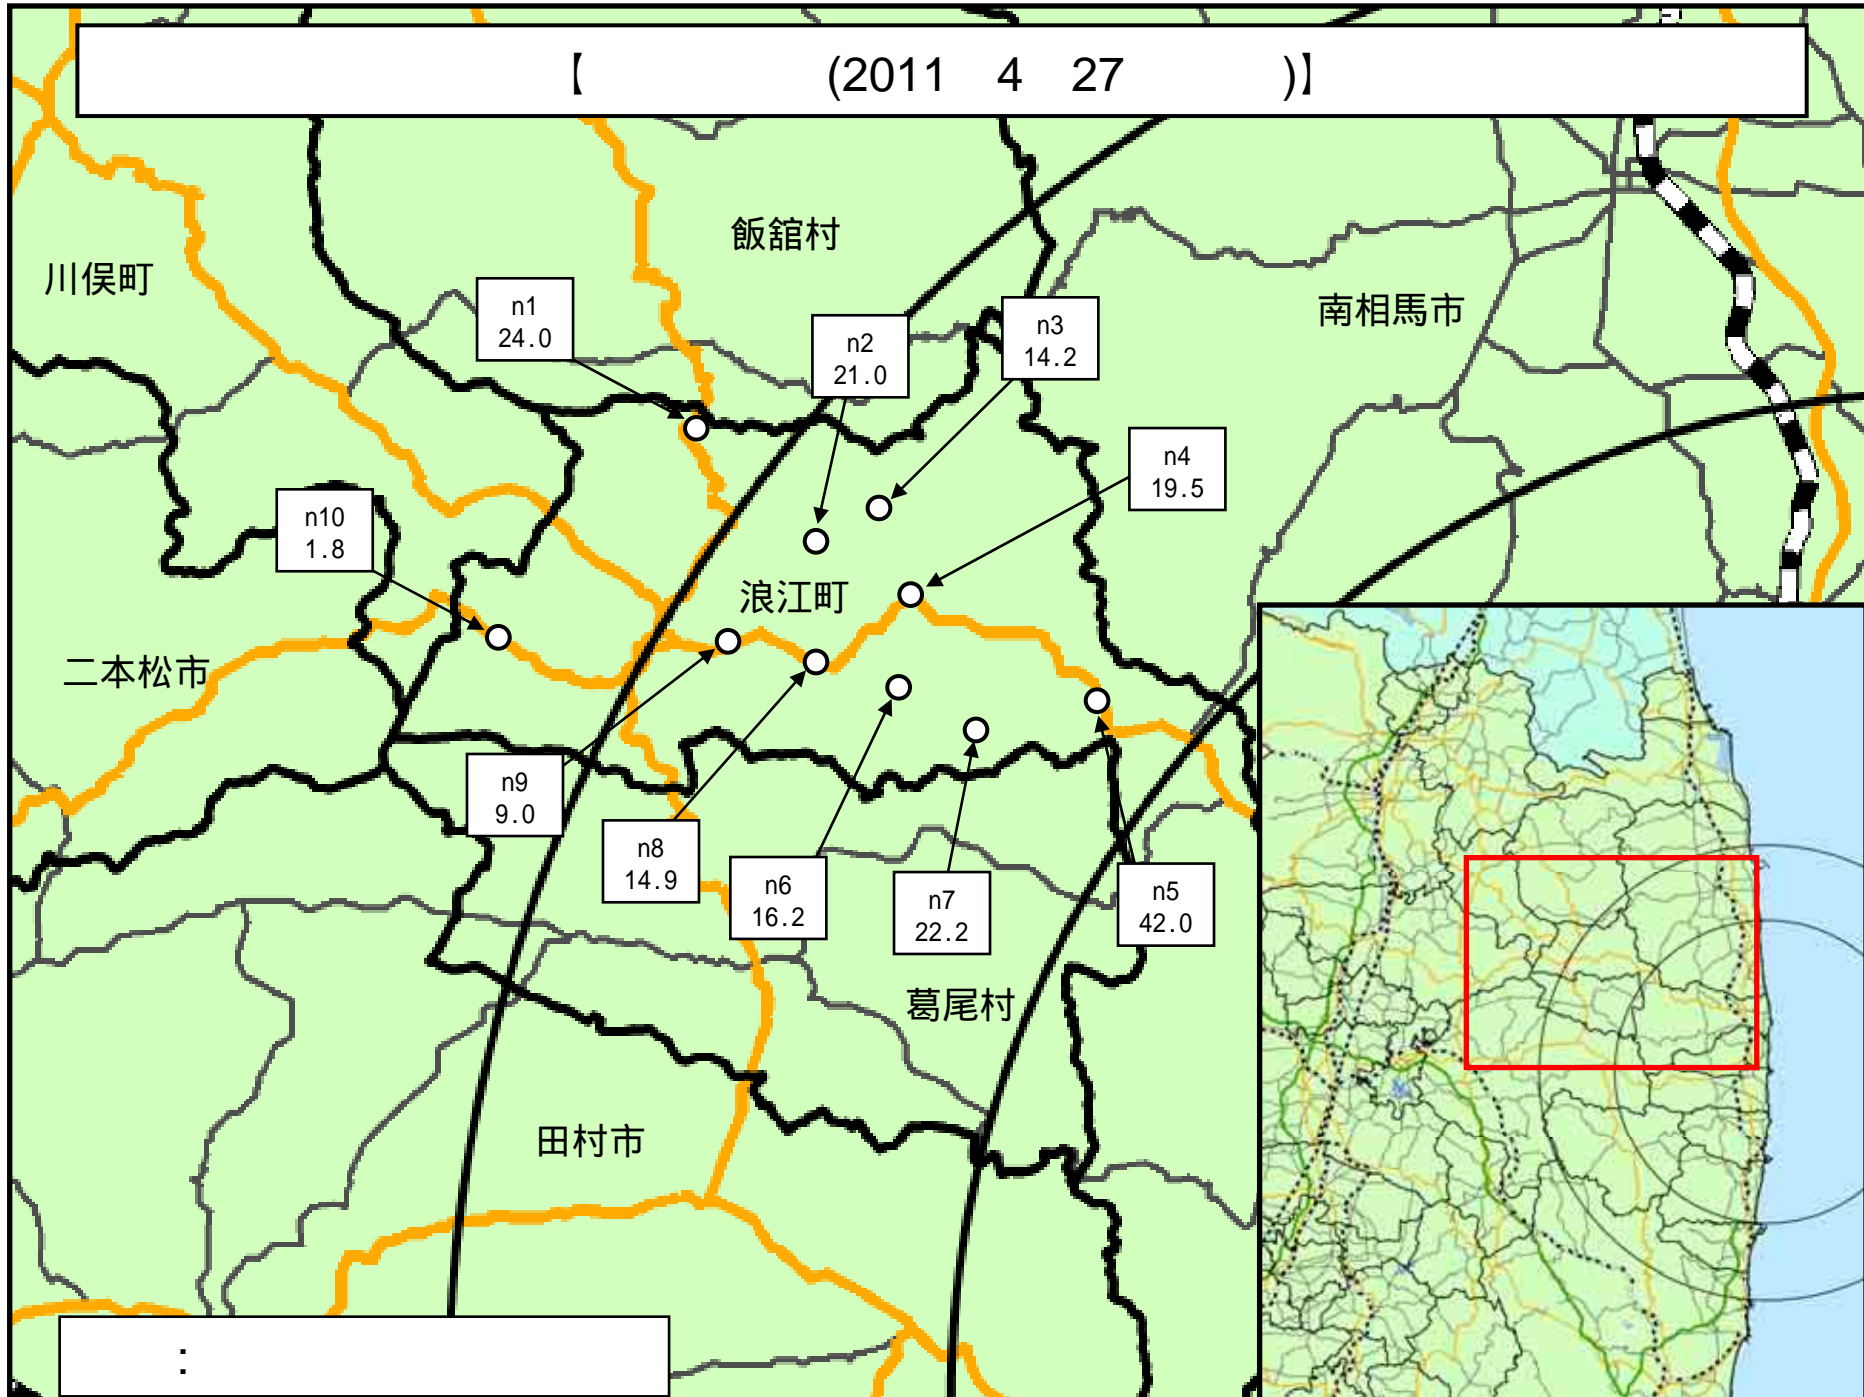 【 (2011 4 27 )】
飯舘村
川俣町
南相馬市
n1
24.0
n2
21.0
n3
14.2
n4
19.5
n10
1.8
浪江町
二本松市
n9
9.0
n8
14.9
n6
16.2
n7
22.2
n5
42.0
葛尾村
田村市
: